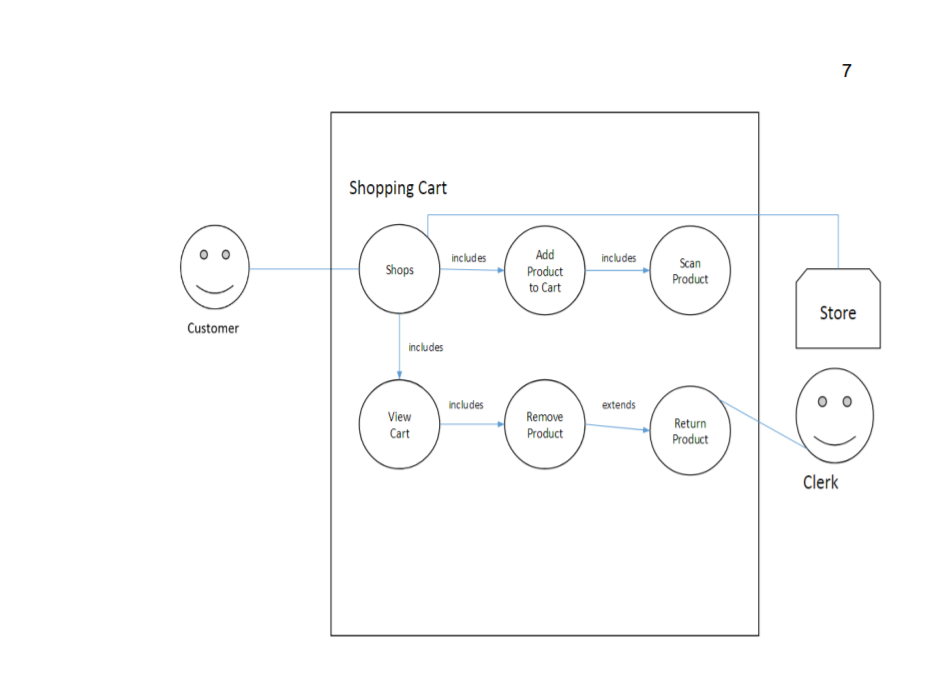 7
Shopping Cart
Shops
includes
Add
Product
to Cart
includes
Scan
Product
Customer
Store
includes
View
Cart
includes
Remove
Product
extends
Return
Product
Clerk